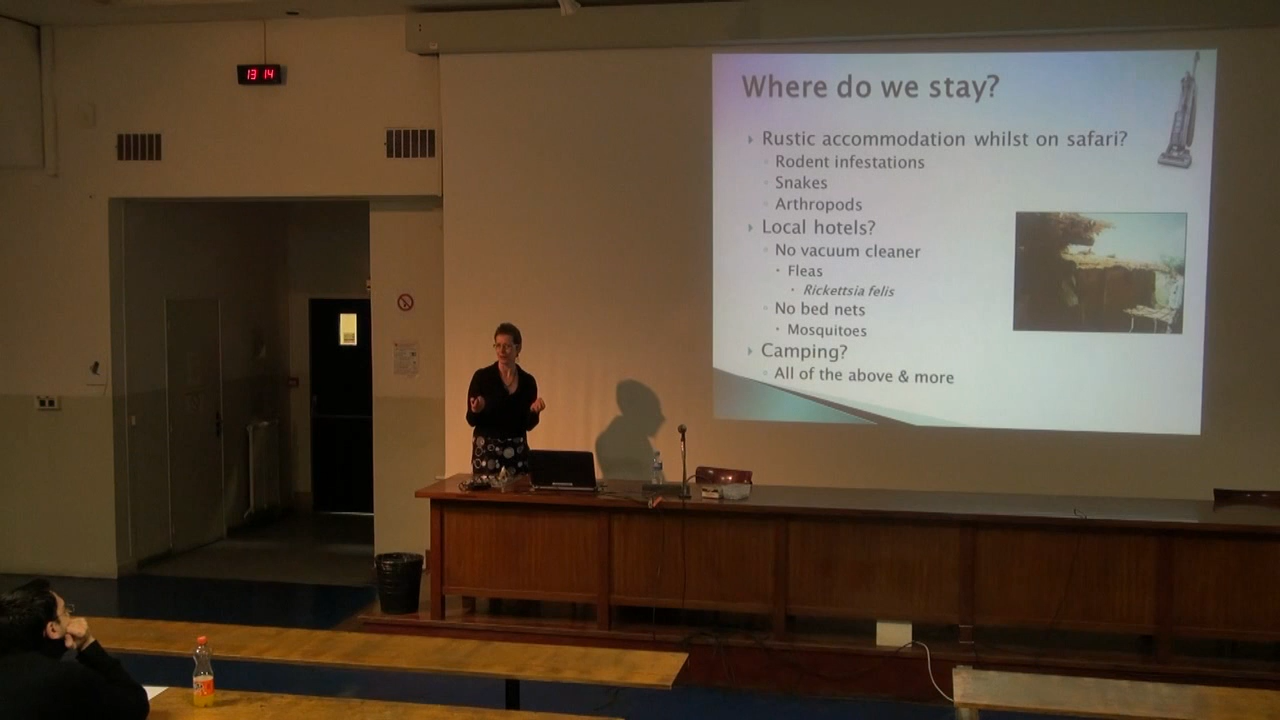 13 14
Where do we stay?
Rustic accommodation whilst on safari?
Rodent infestations
Snakes
Arthropods
Local hotels?
No vacuum cleaner
Fleas
Rickettsia felis
No bed nets
Mosquitoes
Camping?
All of the above & more